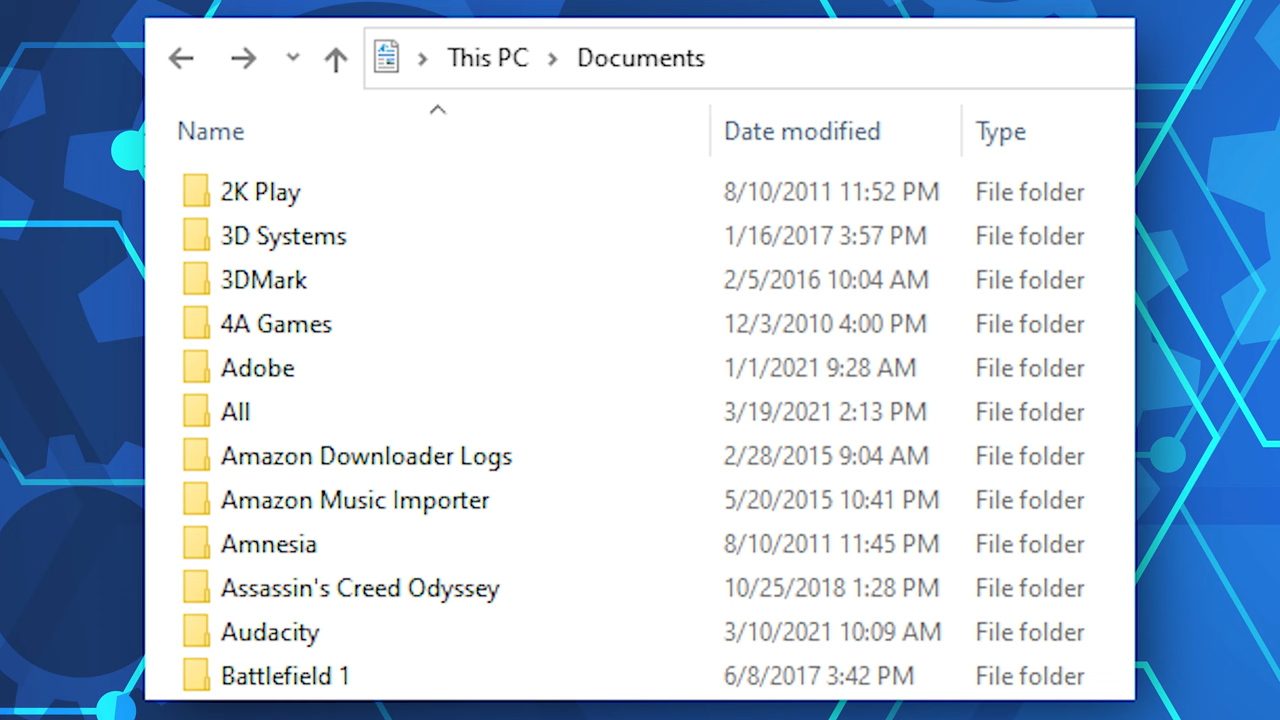 This PC > Documents
Name Date modified Type
2K Play 8/10/2011 11:52 PM File folder
3D Systems 1/16/2017 3:57 PM File folder
3DMark 2/5/2016 10:04 AM File folder
4A Games 12/3/2010 4:00 PM File folder
Adobe 1/1/2021 9:28 AM File folder
All 3/19/2021 2:13 PM File folder
Amazon Downloader Logs 2/28/2015 9:04 AM File folder
Amazon Music Importer 5/20/2015 10:41 PM File folder
Amnesia 8/10/2011 11:45 PM File folder
Assassin's Creed Odyssey 10/25/2018 1:28 PM File folder
Audacity 3/10/2021 10:09 AM File folder
Battlefield 1 6/8/2017 3:42 PM File folder